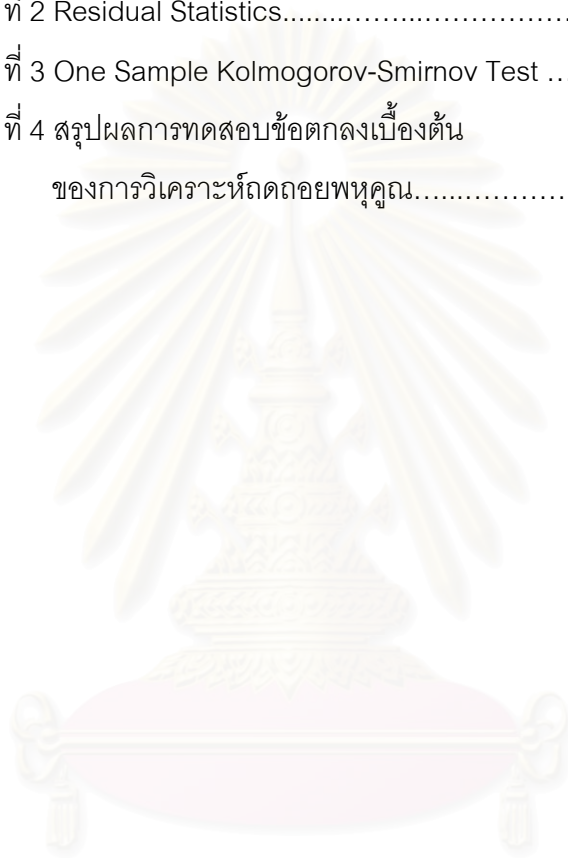 ที่ 2 Residual Statistics........……....………………
ที่ 3 One Sample Kolmogorov-Smirnov Test …
ที่ 4 สรุปผลการทดสอบข้อตกลงเบื้องต้น
ของการวิเคราะห์ถดถอยพหุคูณ…...…………